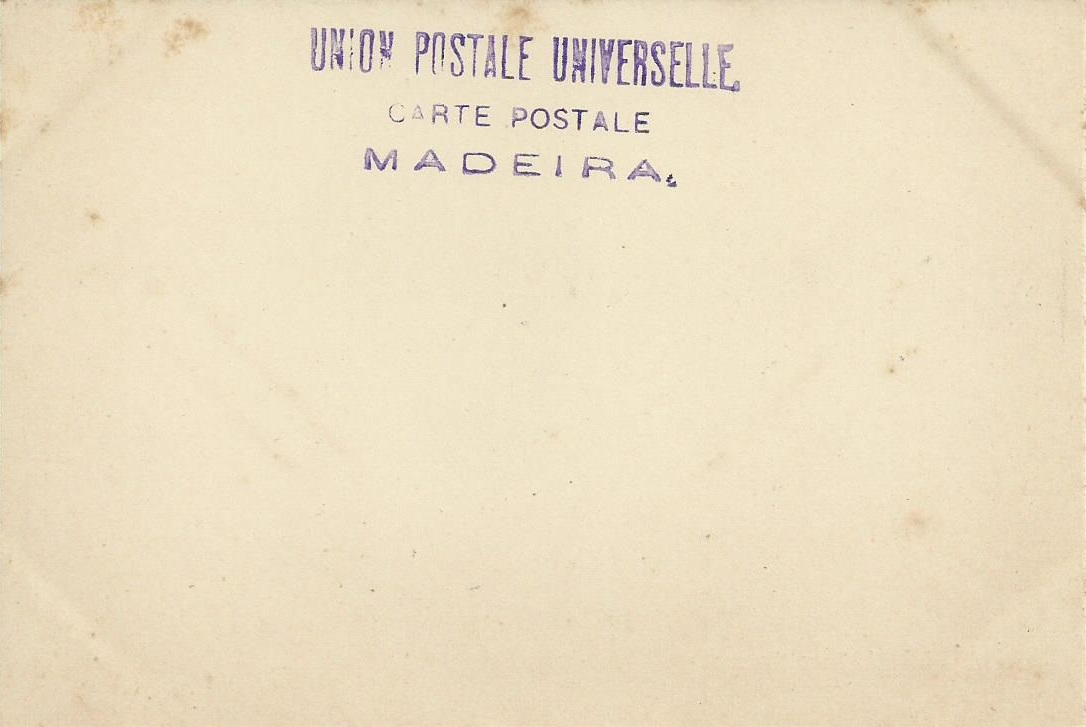 UNION POSTALE UNIVERSELLE.
CARTE POSTALE
MADEIRA.